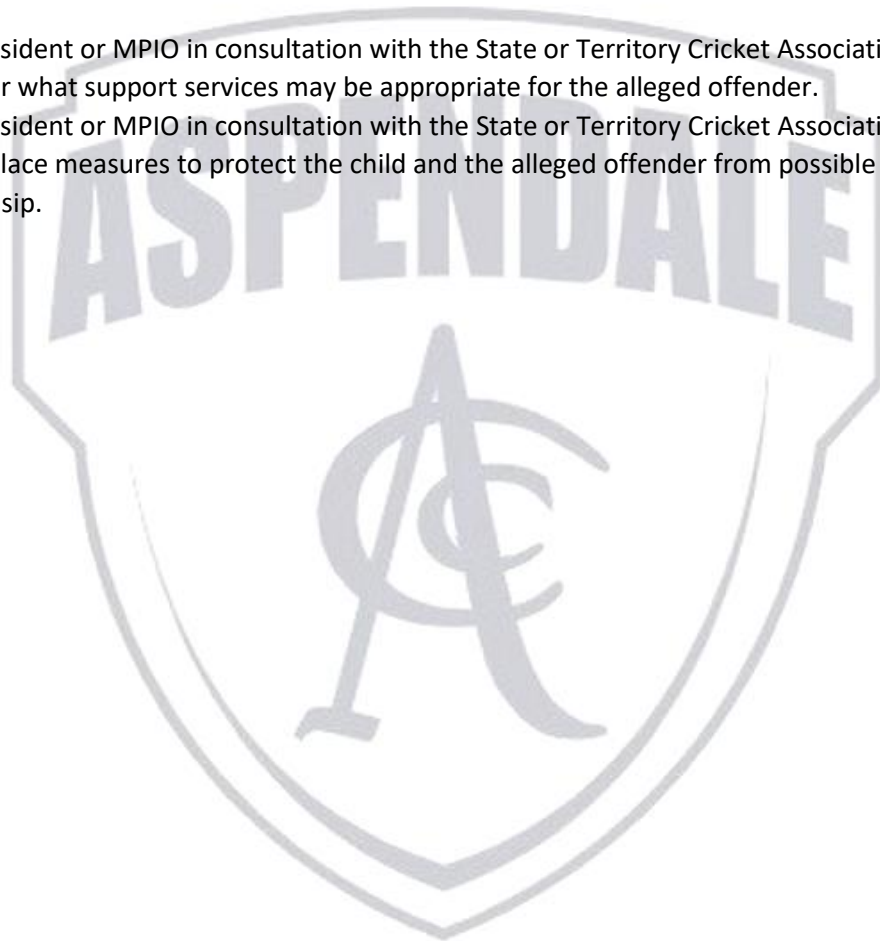 sident or MPIO in consultation with the State or Territory Cricket Associati
r what support services may be appropriate for the alleged offender.
sident or MPIO in consultation with the State or Territory Cricket Associati
lace measures to protect the child and the alleged offender from possible
sip.
ASPENDALE
ACC